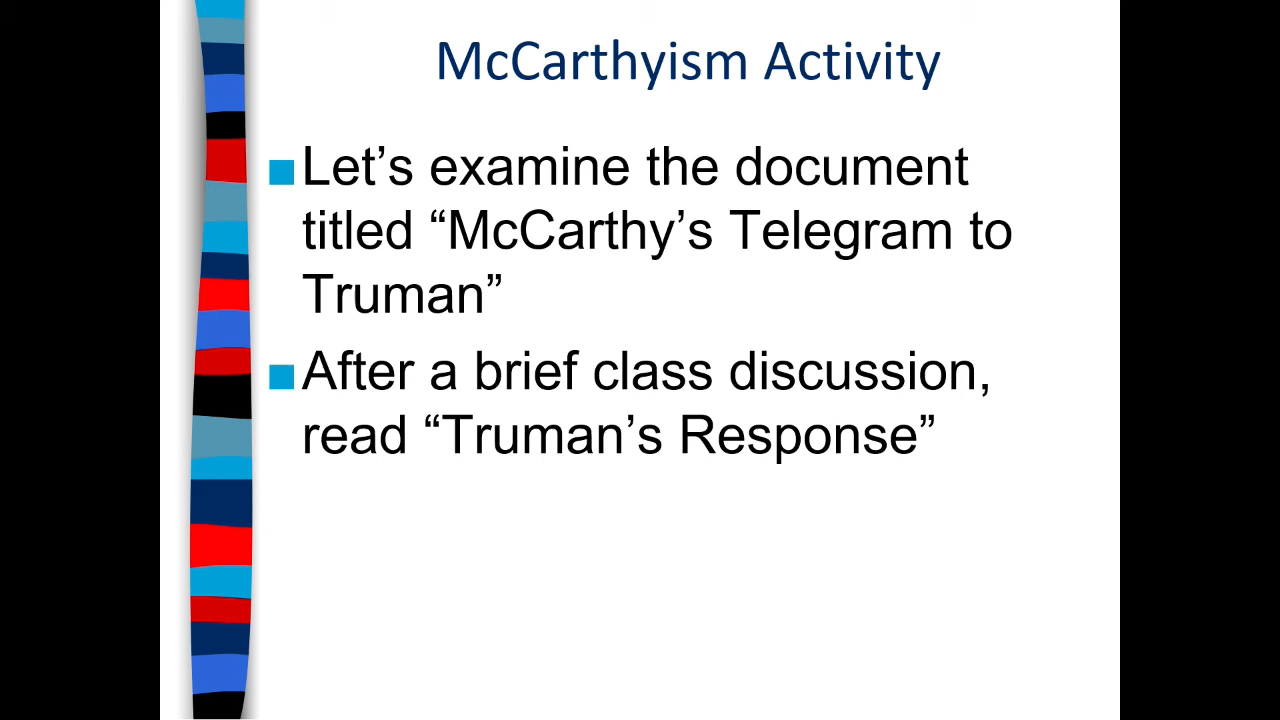 McCarthyism Activity
Let’s examine the document
titled “McCarthy’s Telegram to
Truman”
After a brief class discussion,
read “Truman’s Response”